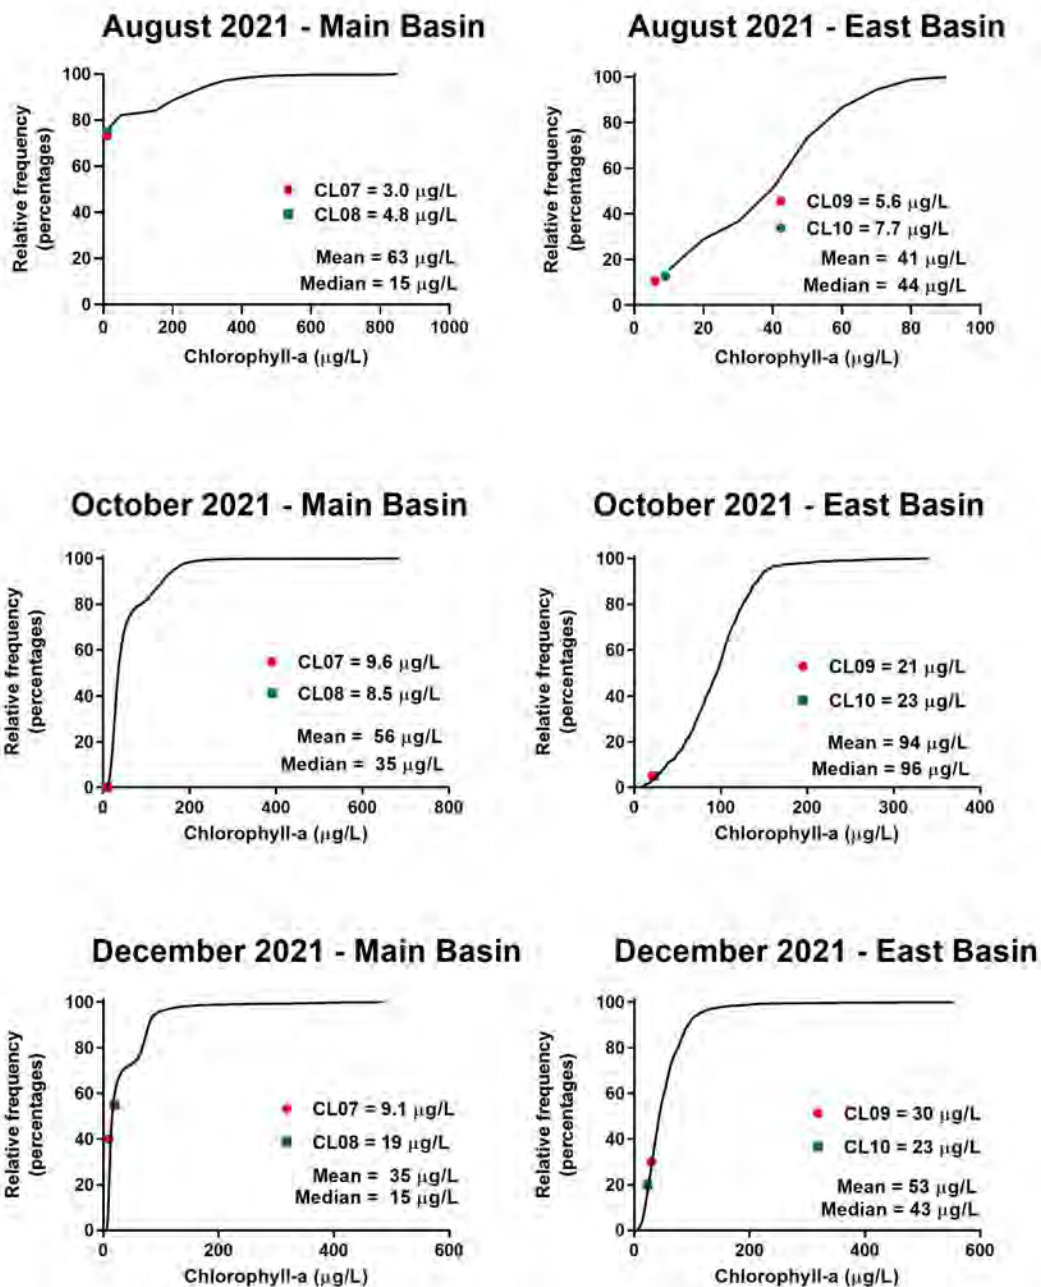 August 2021 - Main Basin
Relative frequency
(percentages)
100
80
60
40
20
0
CL07 = 3.0 µg/L
CL08 = 4.8 µg/L
Mean = 63 µg/L
Median = 15 µg/L
0 200 400 600 800 1000
Chlorophyll-a (µg/L)
August 2021 - East Basin
Relative frequency
(percentages)
100
80
60
40
20
0
CL09 = 5.6 µg/L
CL10 = 7.7 µg/L
Mean = 41 µg/L
Median = 44 µg/L
0 20 40 60 80 100
Chlorophyll-a (µg/L)
October 2021 - Main Basin
Relative frequency
(percentages)
100
80
60
40
20
0
CL07 = 9.6 µg/L
CL08 = 8.5 µg/L
Mean = 56 µg/L
Median = 35 µg/L
0 200 400 600 800
Chlorophyll-a (µg/L)
October 2021 - East Basin
Relative frequency
(percentages)
100
80
60
40
20
0
CL09 = 21 µg/L
CL10 = 23 µg/L
Mean = 94 µg/L
Median = 96 µg/L
0 100 200 300 400
Chlorophyll-a (µg/L)
December 2021 - Main Basin
Relative frequency
(percentages)
100
80
60
40
20
0
CL07 = 9.1 µg/L
CL08 = 19 µg/L
Mean = 35 µg/L
Median = 15 µg/L
0 200 400 600
Chlorophyll-a (µg/L)
December 2021 - East Basin
Relative frequency
(percentages)
100
80
60
40
20
0
CL09 = 30 µg/L
CL10 = 23 µg/L
Mean = 53 µg/L
Median = 43 µg/L
0 200 400 600
Chlorophyll-a (µg/L)